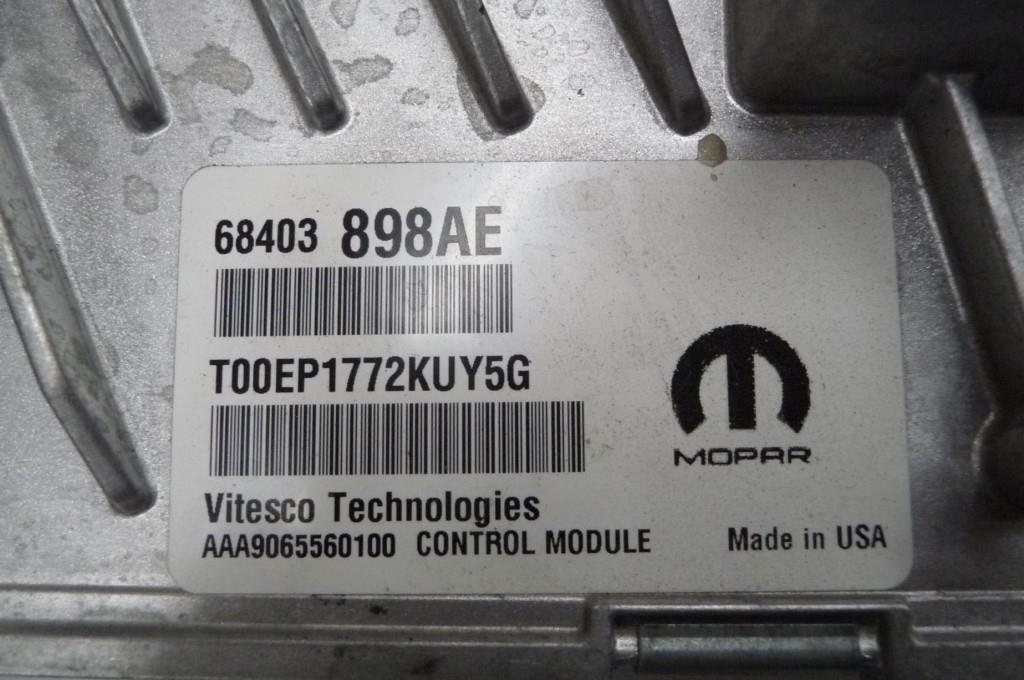 68403 898AE
T00EP1772KUY5G
MOPAR
Vitesco Technologies
AAA9065560100 CONTROL MODULE Made in USA